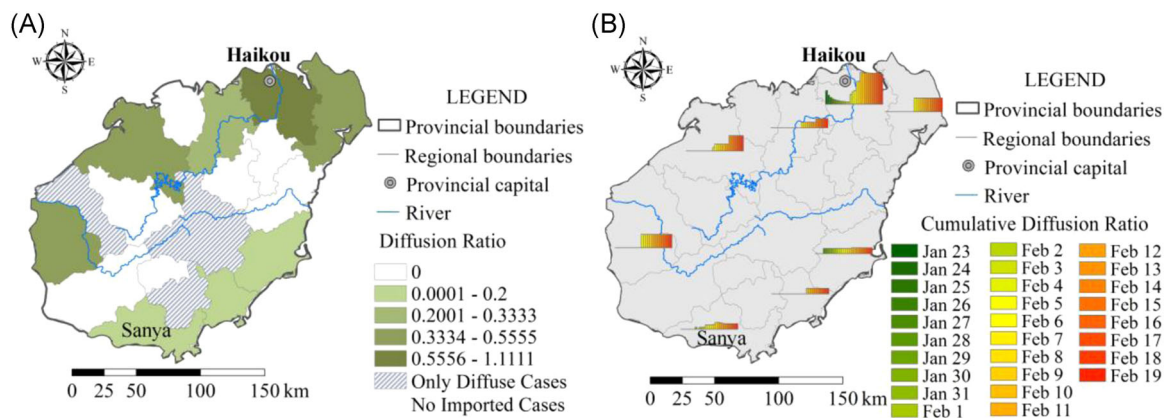 (A)
N
W E
S
Haikou
Sanya
LEGEND
Provincial boundaries
Regional boundaries
Provincial capital
River
Diffusion Ratio
0
0.0001 - 0.2
0.2001 - 0.3333
0.3334 - 0.5555
0.5556 - 1.1111
Only Diffuse Cases
No Imported Cases
0 25 50 100 150 km
(B)
N
W E
S
Haikou
Sanya
LEGEND
Provincial boundaries
Regional boundaries
Provincial capital
River
Cumulative Diffusion Ratio
Jan 23
Jan 24
Jan 25
Jan 26
Jan 27
Jan 28
Jan 29
Jan 30
Jan 31
Feb 1
Feb 2
Feb 3
Feb 4
Feb 5
Feb 6
Feb 7
Feb 8
Feb 9
Feb 10
Feb 11
Feb 12
Feb 13
Feb 14
Feb 15
Feb 16
Feb 17
Feb 18
Feb 19
0 25 50 100 150 km